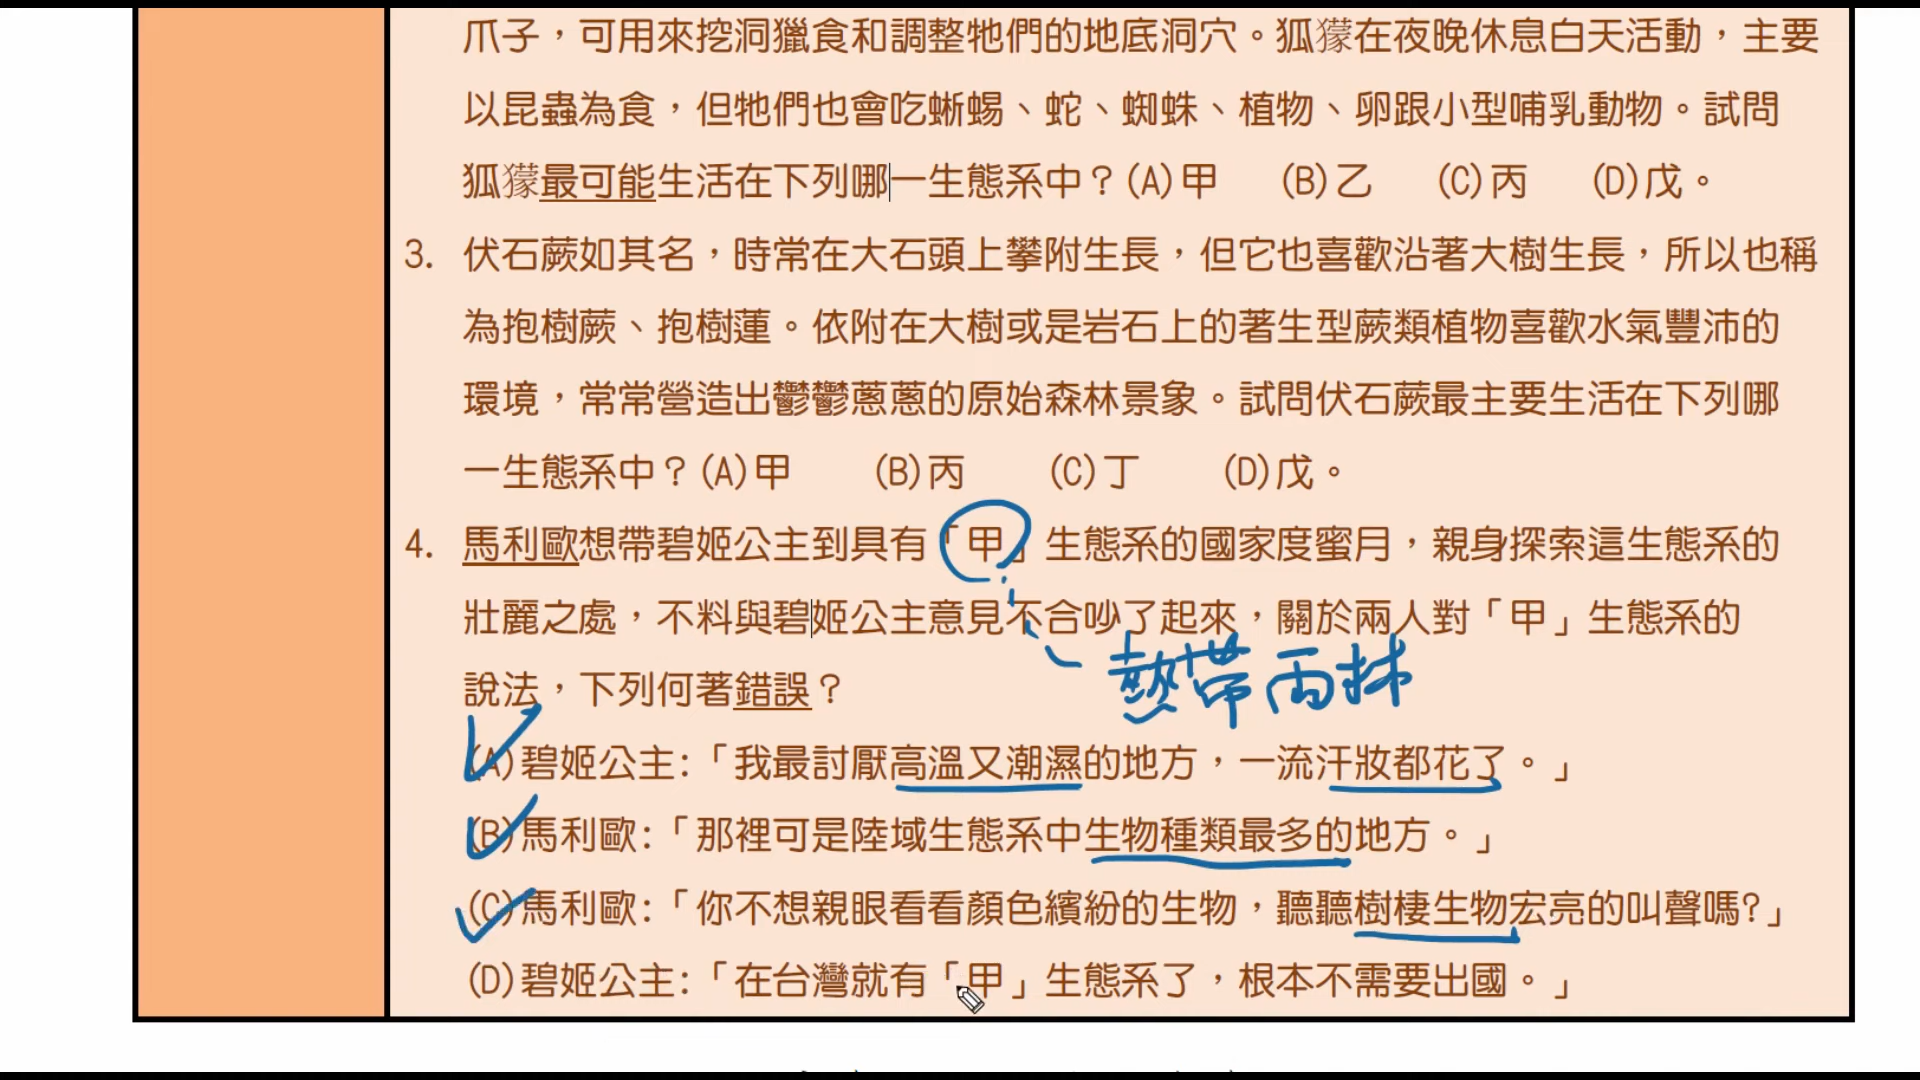 爪子，可用來挖洞獵食和調整牠們的地底洞穴。狐獴在夜晚休息白天活動，主要
以昆蟲為食，但牠們也會吃蜥蜴、蛇、蜘蛛、植物、卵跟小型哺乳動物。試問
狐獴最可能生活在下列哪一生態系中？(A)甲 (B)乙 (C)丙 (D)戊。
3. 伏石蕨如其名，時常在大石頭上攀附生長，但它也喜歡沿著大樹生長，所以也稱
為抱樹蕨、抱樹蓮。依附在大樹或是岩石上的著生型蕨類植物喜歡水氣豐沛的
環境，常常營造出鬱鬱蔥蔥的原始森林景象。試問伏石蕨最主要生活在下列哪
一生態系中？(A)甲 (B)丙 (C)丁 (D)戊。
4. 馬利歐想帶碧姬公主到具有「甲」生態系的國家度蜜月，親身探索這生態系的
壯麗之處，不料與碧姬公主意見不合吵了起來，關於兩人對「甲」生態系的
說法，下列何著錯誤？
熱帶雨林
(A)碧姬公主:「我最討厭高溫又潮濕的地方，一流汗妝都花了。」
(B)馬利歐:「那裡可是陸域生態系中生物種類最多的地方。」
(C)馬利歐:「你不想親眼看看顏色繽紛的生物，聽聽樹棲生物宏亮的叫聲嗎?」
(D)碧姬公主:「在台灣就有「甲」生態系了，根本不需要出國。」